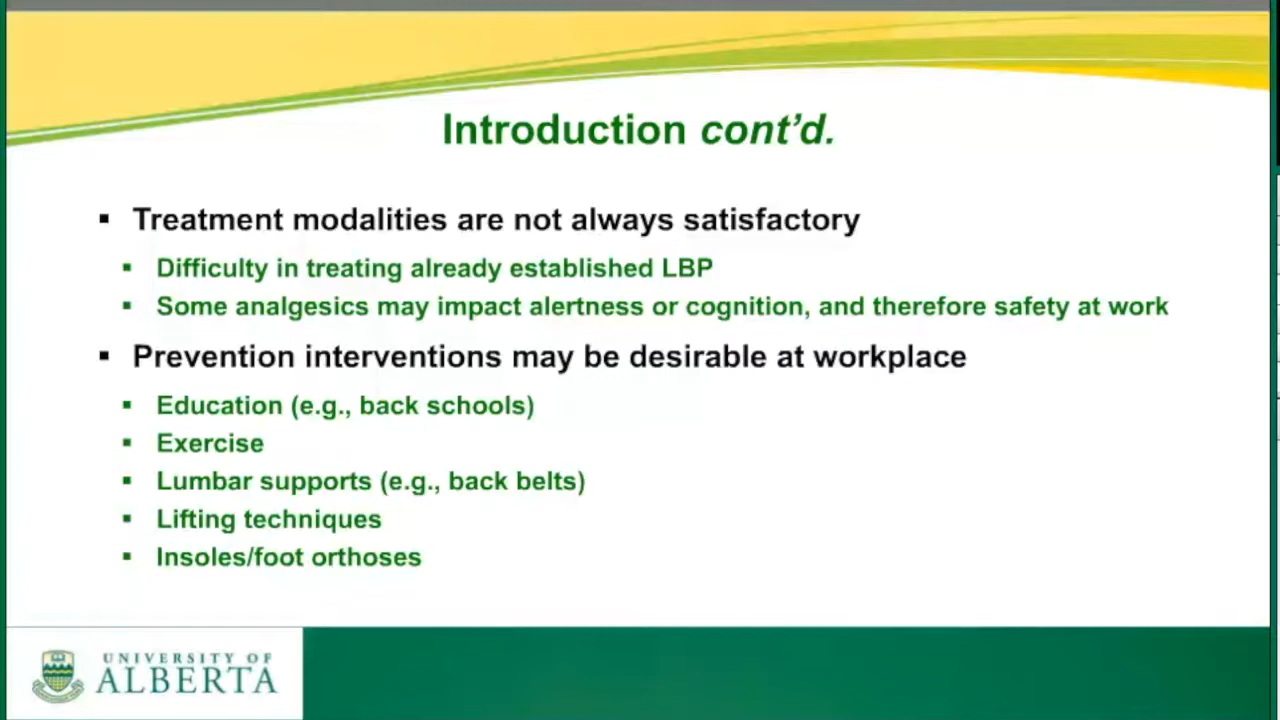 Introduction cont’d.
▪ Treatment modalities are not always satisfactory
▪ Difficulty in treating already established LBP
▪ Some analgesics may impact alertness or cognition, and therefore safety at work
▪ Prevention interventions may be desirable at workplace
▪ Education (e.g., back schools)
▪ Exercise
▪ Lumbar supports (e.g., back belts)
▪ Lifting techniques
▪ Insoles/foot orthoses
UNIVERSITY OF
ALBERTA